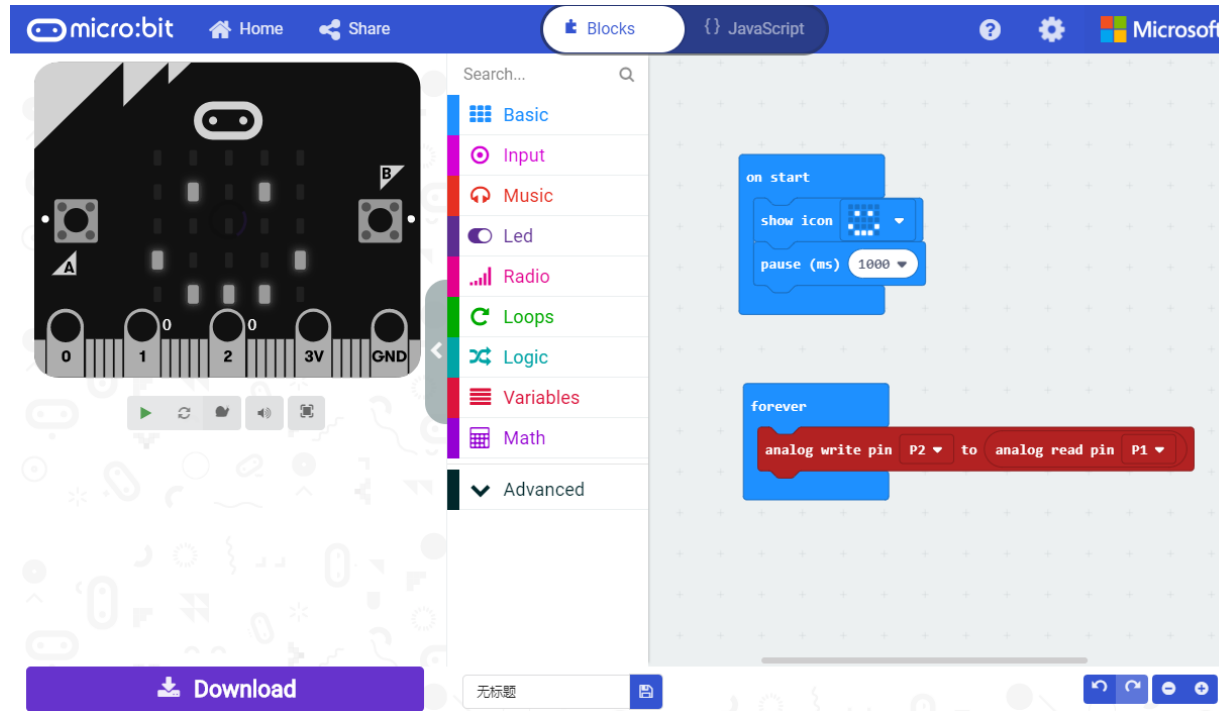 micro:bit Home Share Blocks {} JavaScript ? Microsoft
Search...
Basic
Input
Music
Led
Radio
Loops
Logic
Variables
Math
Advanced
B
A
0 0
0 1 2 3V GND
on start
show icon
pause (ms) 1000
forever
analog write pin P2 to analog read pin P1
Download
无标题